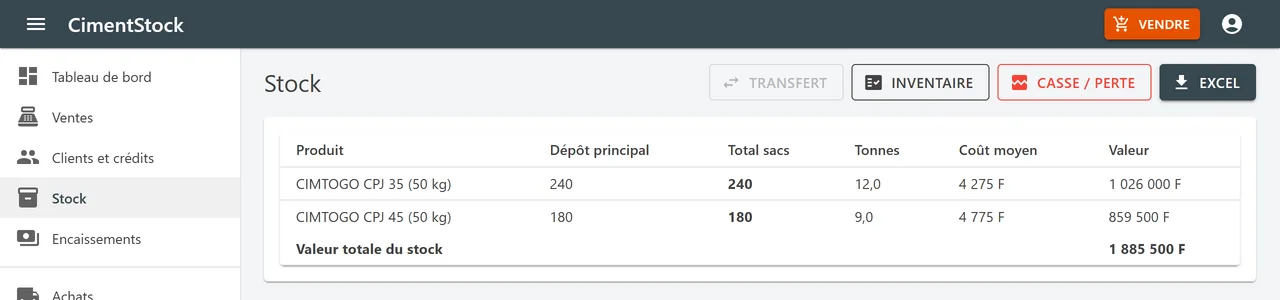 CimentStock
VENDRE
Tableau de bord
Ventes
Clients et crédits
Stock
Encaissements
Achats
Stock
TRANSFERT
INVENTAIRE
CASSE / PERTE
EXCEL
Produit Dépôt principal Total sacs Tonnes Coût moyen Valeur
CIMTOGO CPJ 35 (50 kg) 240 240 12,0 4 275 F 1 026 000 F
CIMTOGO CPJ 45 (50 kg) 180 180 9,0 4 775 F 859 500 F
Valeur totale du stock 1 885 500 F